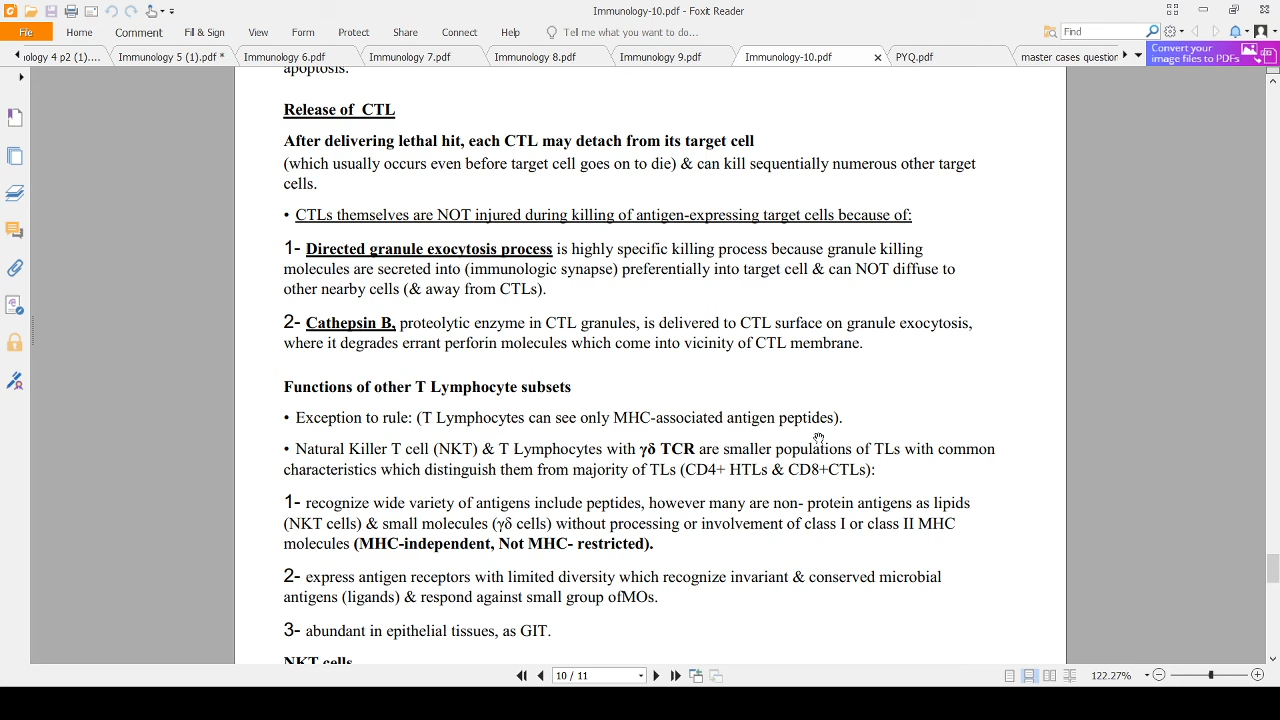 Immunology-10.pdf - Foxit Reader
File Home Comment Fill & Sign View Form Protect Share Connect Help Tell me what you want to do... Find
ology 4 p2 (1).... Immunology 5 (1).pdf * Immunology 6.pdf Immunology 7.pdf Immunology 8.pdf Immunology 9.pdf Immunology-10.pdf PYQ.pdf master cases question
Convert your
image files to PDFs
apoptosis.
Release of CTL
After delivering lethal hit, each CTL may detach from its target cell
(which usually occurs even before target cell goes on to die) & can kill sequentially numerous other target
cells.
• CTLs themselves are NOT injured during killing of antigen-expressing target cells because of:
1- Directed granule exocytosis process is highly specific killing process because granule killing
molecules are secreted into (immunologic synapse) preferentially into target cell & can NOT diffuse to
other nearby cells (& away from CTLs).
2- Cathepsin B, proteolytic enzyme in CTL granules, is delivered to CTL surface on granule exocytosis,
where it degrades errant perforin molecules which come into vicinity of CTL membrane.
Functions of other T Lymphocyte subsets
• Exception to rule: (T Lymphocytes can see only MHC-associated antigen peptides).
• Natural Killer T cell (NKT) & T Lymphocytes with γδ TCR are smaller populations of TLs with common
characteristics which distinguish them from majority of TLs (CD4+ HTLs & CD8+CTLs):
1- recognize wide variety of antigens include peptides, however many are non- protein antigens as lipids
(NKT cells) & small molecules (γδ cells) without processing or involvement of class I or class II MHC
molecules (MHC-independent, Not MHC- restricted).
2- express antigen receptors with limited diversity which recognize invariant & conserved microbial
antigens (ligands) & respond against small group ofMOs.
3- abundant in epithelial tissues, as GIT.
NKT cells
10 / 11 122.27%